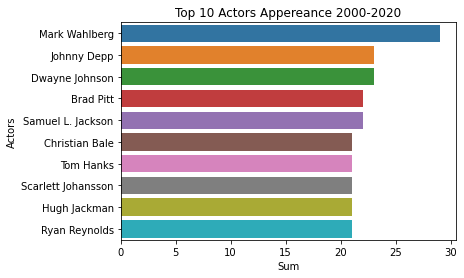 Top 10 Actors Appereance 2000-2020
Actors
Mark Wahlberg
Johnny Depp
Dwayne Johnson
Brad Pitt
Samuel L. Jackson
Christian Bale
Tom Hanks
Scarlett Johansson
Hugh Jackman
Ryan Reynolds
0 5 10 15 20 25 30
Sum